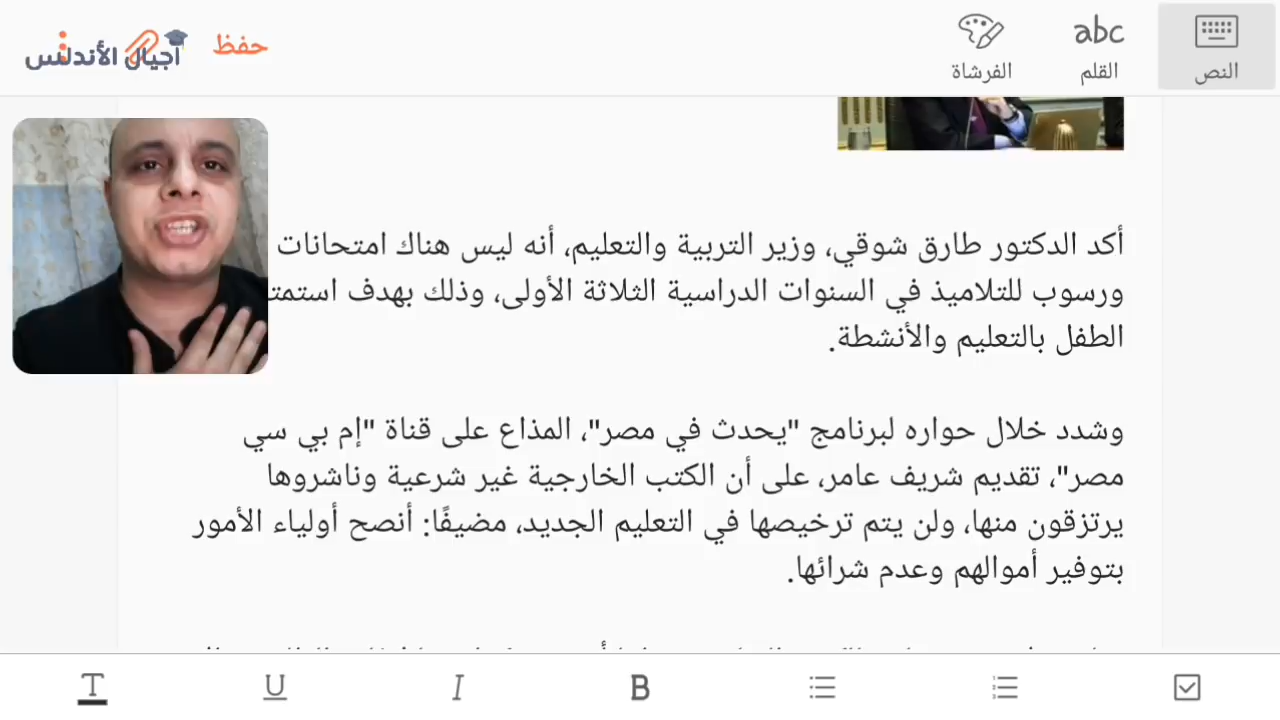 النص
القلم
abc
الفرشاة
حفظ
أجيال الأندلس
أكد الدكتور طارق شوقي، وزير التربية والتعليم، أنه ليس هناك امتحانات
ورسوب للتلاميذ في السنوات الدراسية الثلاثة الأولى، وذلك بهدف
الطفل بالتعليم والأنشطة.
وشدد خلال حواره لبرنامج "يحدث في مصر"، المذاع على قناة "إم بي سي
مصر"، تقديم شريف عامر، على أن الكتب الخارجية غير شرعية وناشروها
يرتزقون منها، ولن يتم ترخيصها في التعليم الجديد، مضيفًا: أنصح أولياء الأمور
بتوفير أموالهم وعدم شرائها.
T
U
I
B